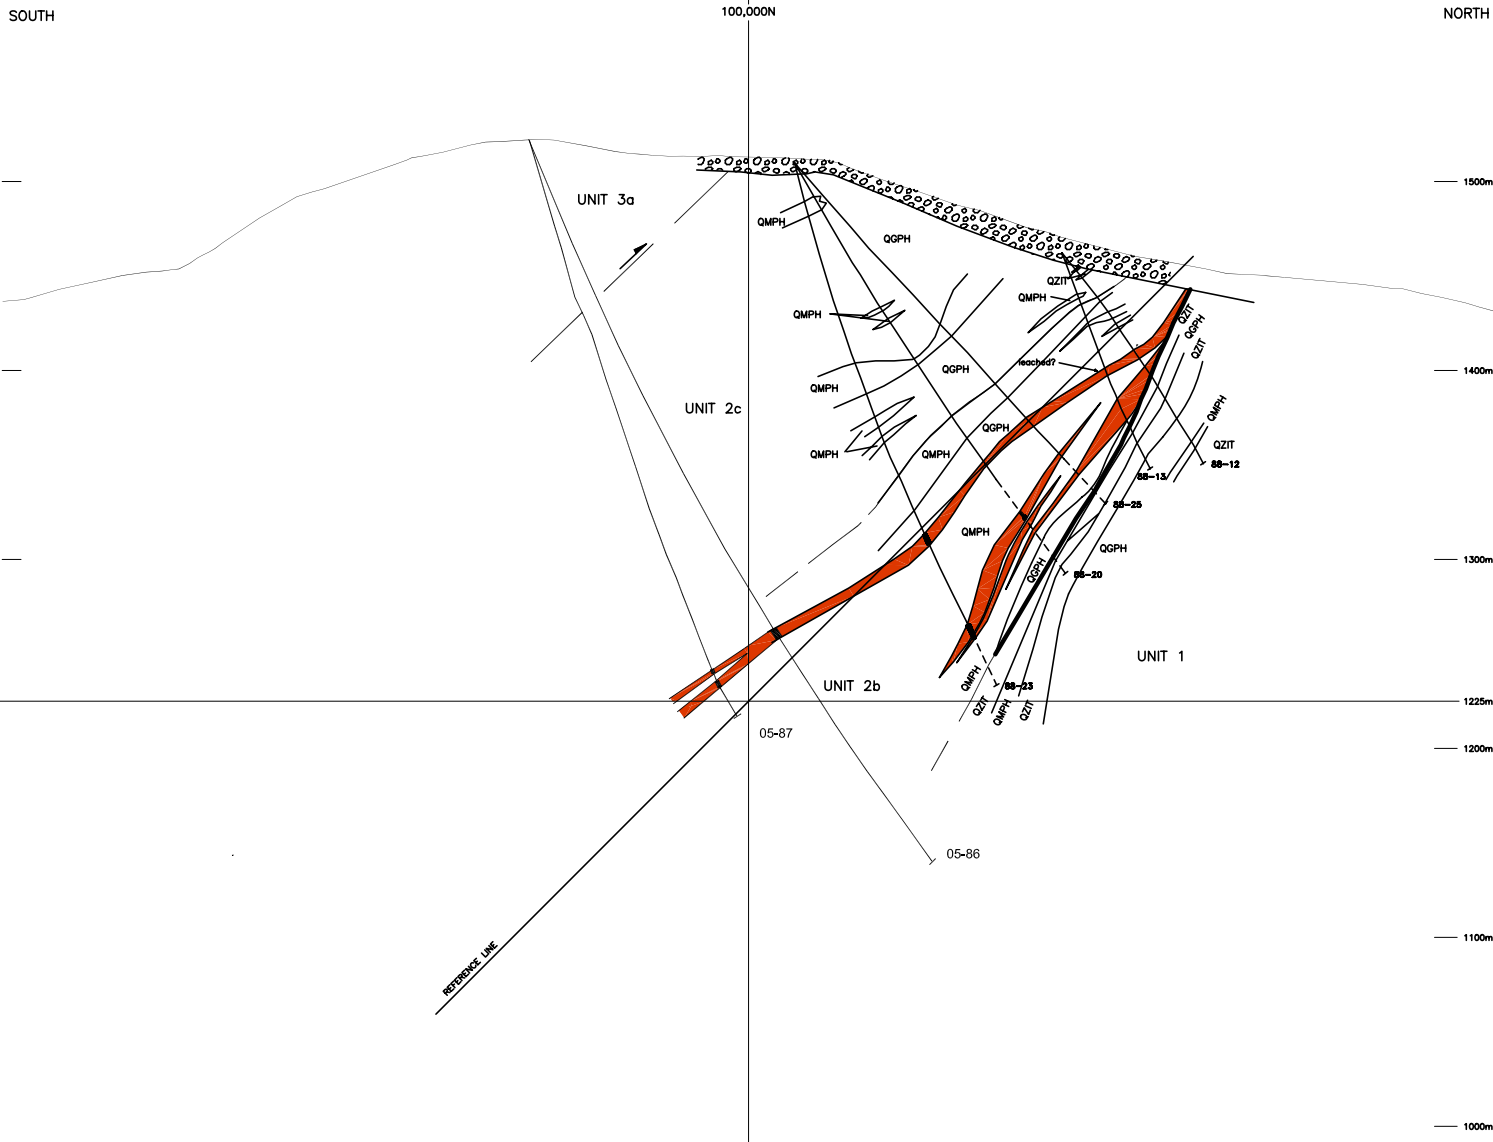 SOUTH
100,000N
NORTH
1500m
UNIT 3a
QMPH
QGPH
QZIT
QMPH
QMPH
QZIT
QGPH
QZIT
leached?
1400m
QGPH
QMPH
UNIT 2c
QMPH
QGPH
QMPH
QMPH
QZIT
88-12
88-13
88-25
QMPH
QGPH
1300m
QGPH
88-20
UNIT 1
QMPH
88-23
UNIT 2b
QZIT
QMPH
QZIT
1225m
05-87
1200m
05-86
REFERENCE LINE
1100m
1000m